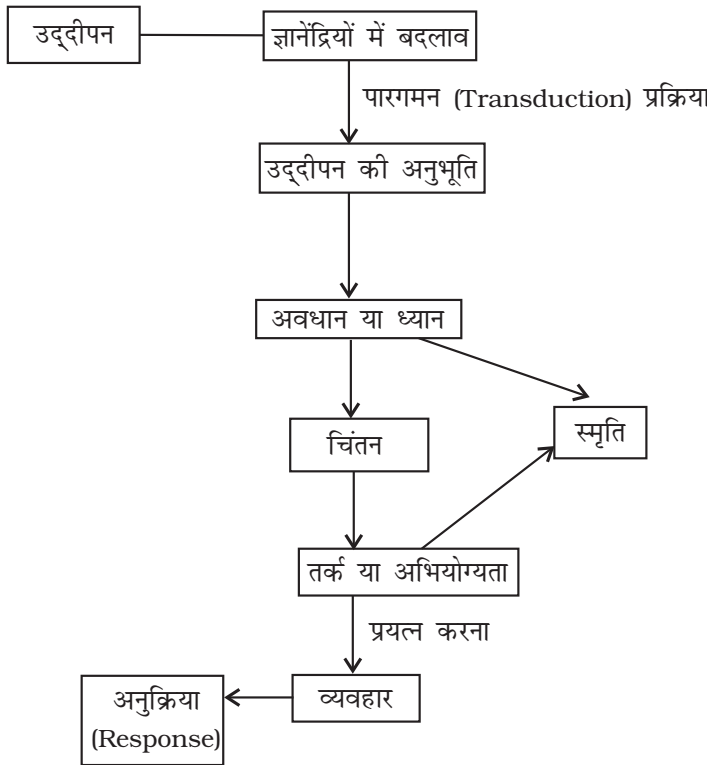 उद्‌दीपन
ज्ञानेंद्रियों में बदलाव
पारगमन (Transduction) प्रक्रिया
उद्‌दीपन की अनुभूति
अवधान या ध्यान
चिंतन
स्मृति
तर्क या अभियोग्यता
प्रयत्न करना
व्यवहार
अनुक्रिया
(Response)